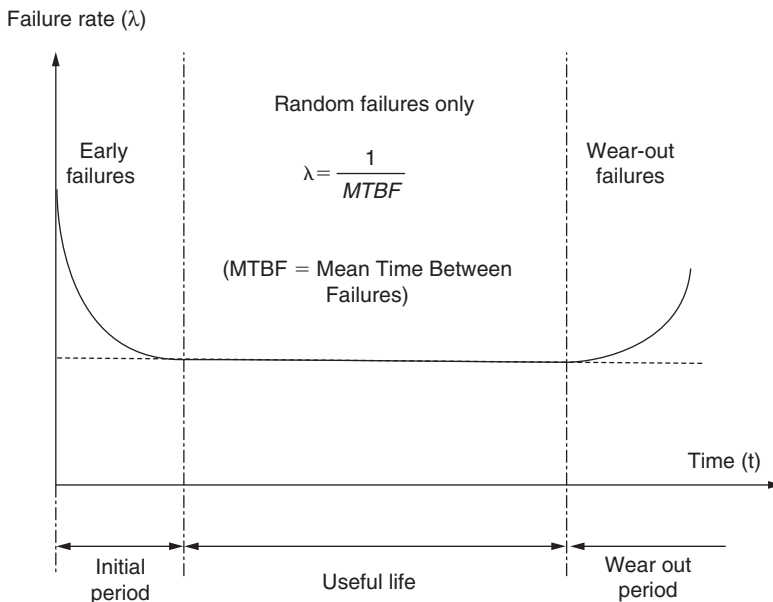 Failure rate (λ)
Random failures only
Early
failures
λ = 1
MTBF
Wear-out
failures
(MTBF = Mean Time Between
Failures)
Time (t)
Initial
period
Useful life
Wear out
period